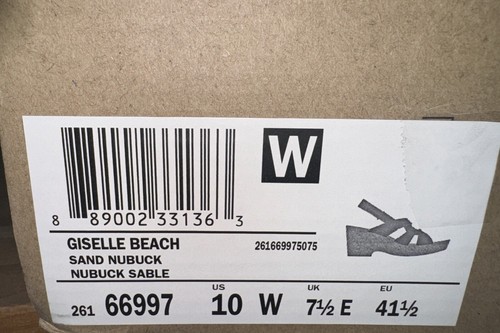 W
8 89002 33136 3
GISELLE BEACH 261669975075
SAND NUBUCK
NUBUCK SABLE
US UK EU
261 66997 10 W 7½ E 41½